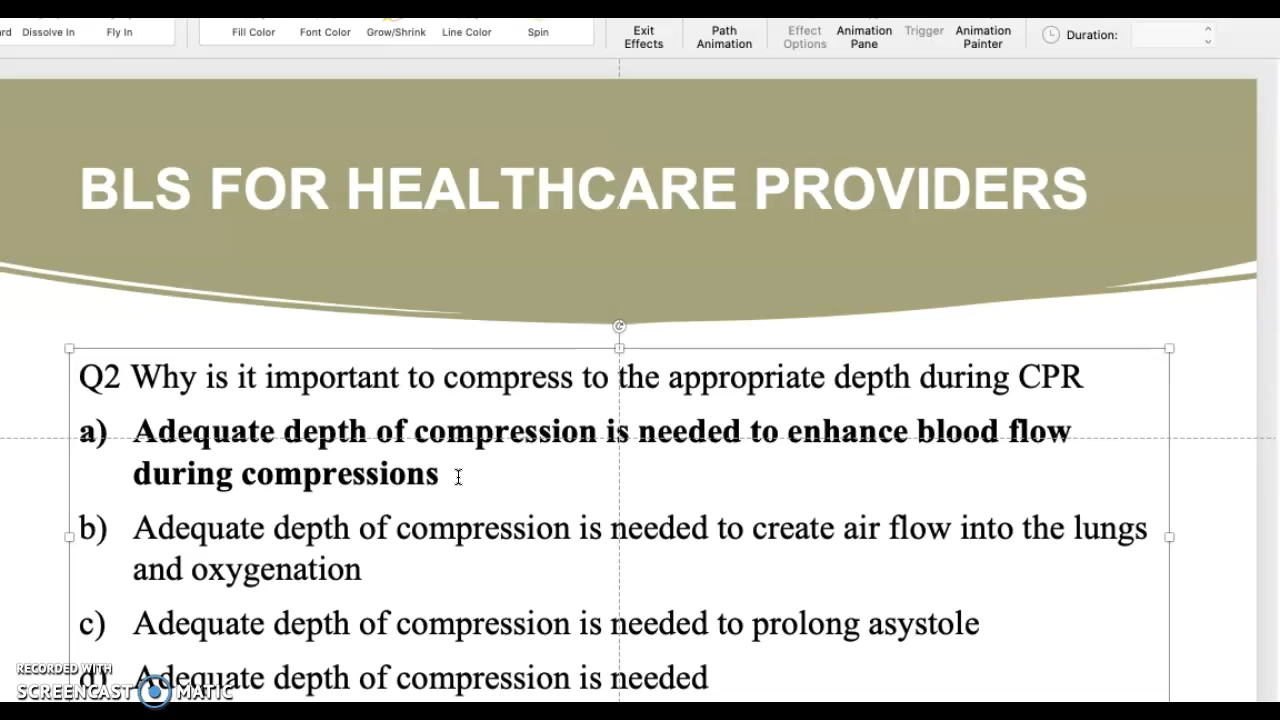 Dissolve In Fly In Fill Color Font Color Grow/Shrink Line Color Spin Exit Effects Path Animation Effect Options Animation Pane Trigger Animation Painter Duration:
BLS FOR HEALTHCARE PROVIDERS
Q2 Why is it important to compress to the appropriate depth during CPR
a) Adequate depth of compression is needed to enhance blood flow
during compressions
b) Adequate depth of compression is needed to create air flow into the lungs
and oxygenation
c) Adequate depth of compression is needed to prolong asystole
d) Adequate depth of compression is needed
RECORDED WITH
SCREENCAST MATIC